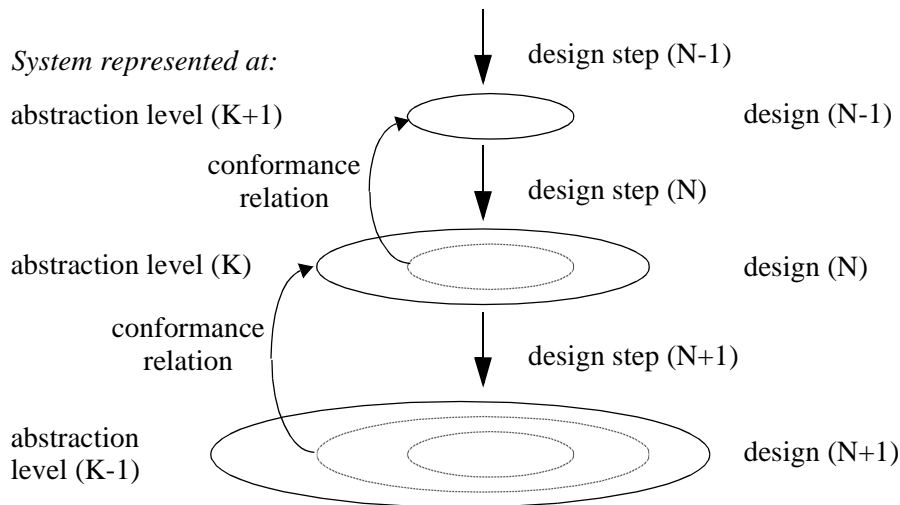 design step (N-1)
System represented at:
abstraction level (K+1)
design (N-1)
conformance
relation
design step (N)
abstraction level (K)
design (N)
conformance
relation
design step (N+1)
abstraction
level (K-1)
design (N+1)